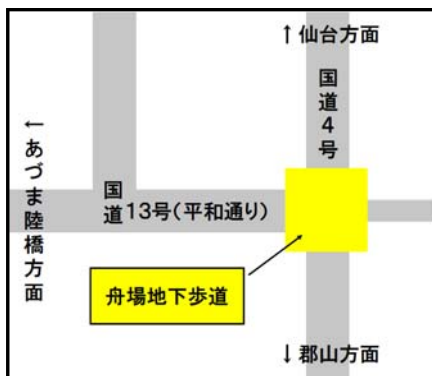 ↑仙台方面
国道4号
←あづま陸橋方面
国道13号(平和通り)
舟場地下歩道
↓郡山方面